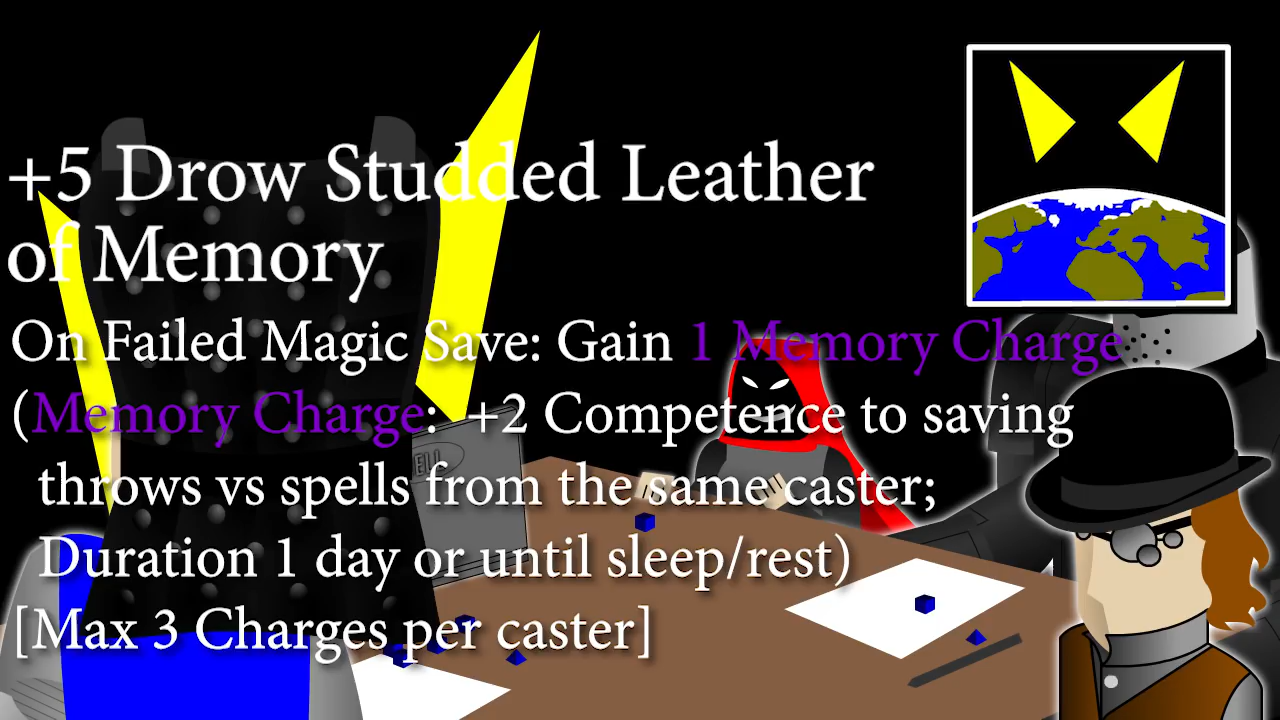 +5 Drow Studded Leather
of Memory
On Failed Magic Save: Gain 1 Memory Charge
(Memory Charge:  +2 Competence to saving
throws vs spells from the same caster;
Duration 1 day or until sleep/rest)
[Max 3 Charges per caster]
ELL